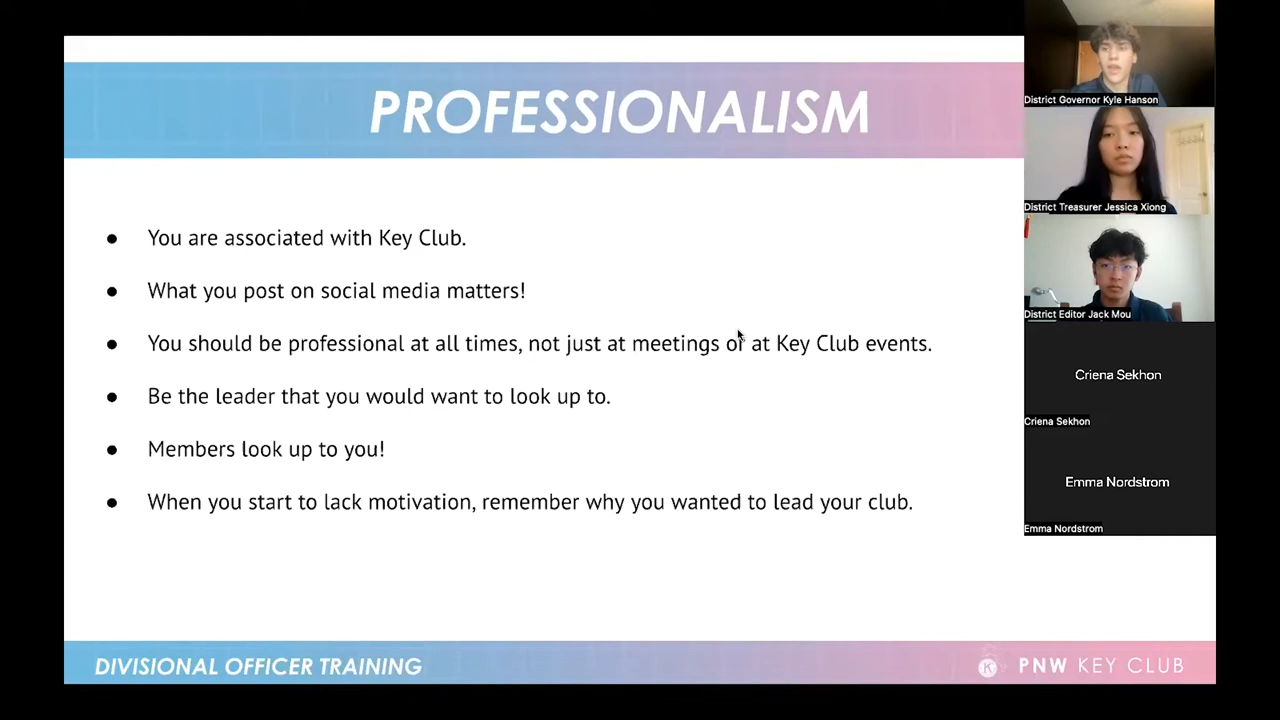 PROFESSIONALISM
● You are associated with Key Club.
● What you post on social media matters!
● You should be professional at all times, not just at meetings or at Key Club events.
● Be the leader that you would want to look up to.
● Members look up to you!
● When you start to lack motivation, remember why you wanted to lead your club.
DIVISIONAL OFFICER TRAINING
K PNW KEY CLUB
District Governor Kyle Hanson
District Treasurer Jessica Xiong
District Editor Jack Mou
Criena Sekhon
Criena Sekhon
Emma Nordstrom
Emma Nordstrom